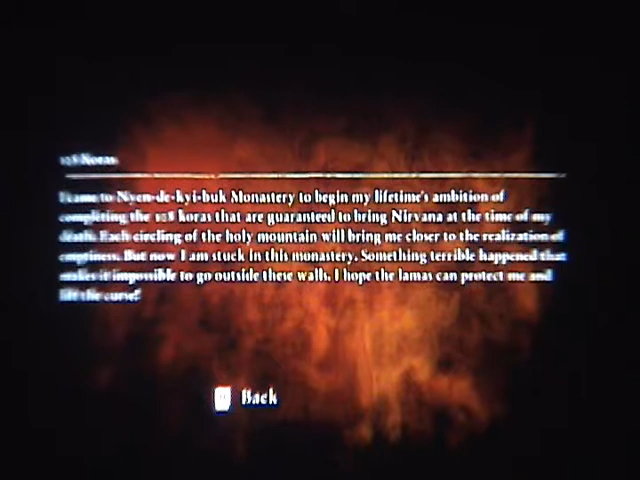 128 Koras
I came to Nyen-de-kyi-buk Monastery to begin my lifetime's ambition of
completing the 128 koras that are guaranteed to bring Nirvana at the time of my
death. Each circling of the holy mountain will bring me closer to the realization of
emptiness. But now I am stuck in this monastery. Something terrible happened that
makes it impossible to go outside these walls. I hope the lamas can protect me and
lift the curse!
Back